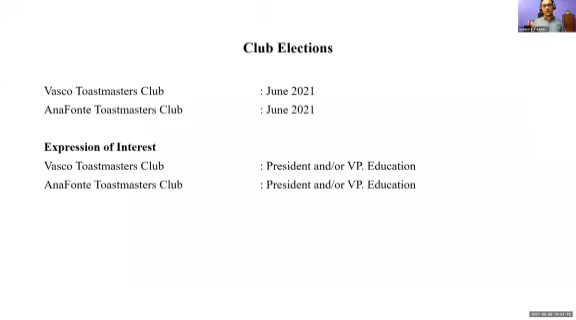 Club Elections
Vasco Toastmasters Club : June 2021
AnaFonte Toastmasters Club : June 2021
Expression of Interest
Vasco Toastmasters Club : President and/or VP. Education
AnaFonte Toastmasters Club : President and/or VP. Education